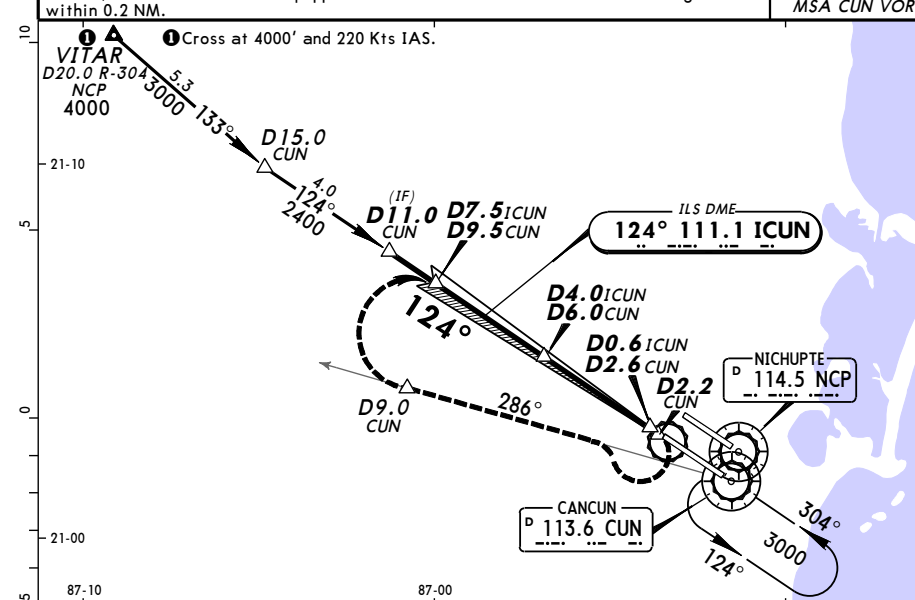 within 0.2 NM.
MSA CUN VOR
❶ ❶Cross at 4000' and 220 Kts IAS.
VITAR
D20.0 R-304
NCP
4000
5.3
3000
133°
D15.0
CUN
4.0
124°
2400
(IF)
D11.0
CUN
D7.5 ICUN
D9.5 CUN
ILS DME
124° 111.1 ICUN
D4.0 ICUN
D6.0 CUN
124°
D0.6 ICUN
D2.6 CUN
D2.2
CUN
NICHUPTE
D 114.5 NCP
D9.0
CUN
286°
CANCUN
D 113.6 CUN
304°
3000
124°
10
21-10
5
0
21-00
5
87-10
87-00